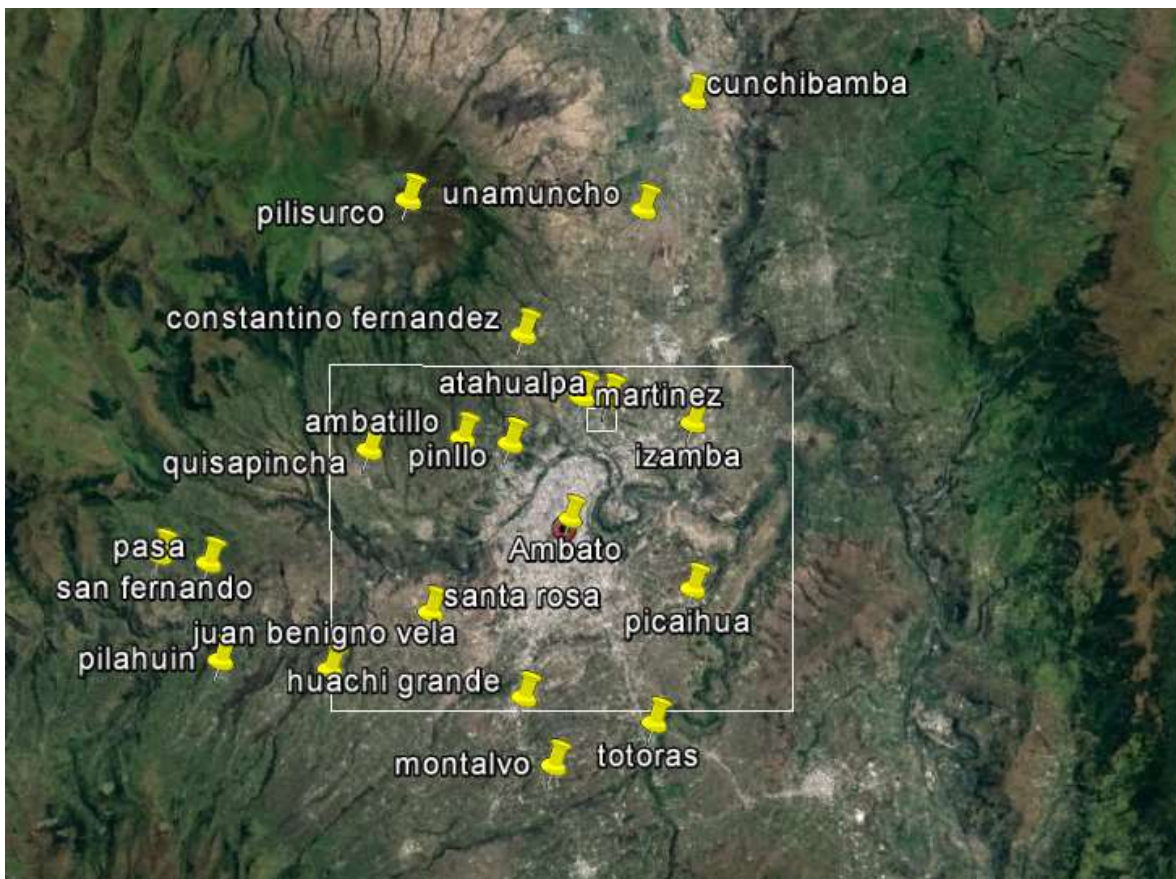 cunchibamba
unamuncho
pilisurco
constantino fernandez
atahualpa
martinez
ambatillo
pinllo
izamba
quisapincha
Ambato
pasa
san fernando
santa rosa
picaihua
juan benigno vela
pilahuin
huachi grande
totoras
montalvo